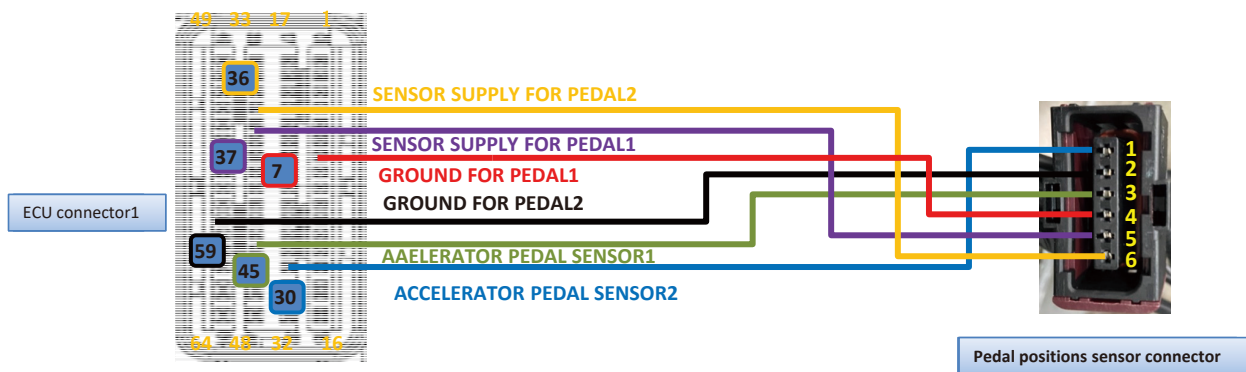 49 33 17 1
36
SENSOR SUPPLY FOR PEDAL2
37
SENSOR SUPPLY FOR PEDAL1
7
GROUND FOR PEDAL1
GROUND FOR PEDAL2
ECU connector1
59
AAELERATOR PEDAL SENSOR1
45
ACCELERATOR PEDAL SENSOR2
30
64 48 32 16
1
2
3
4
5
6
Pedal positions sensor connector